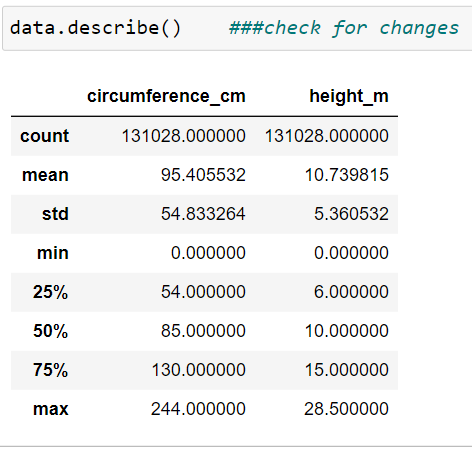 data.describe() ###check for changes
circumference_cm height_m
count 131028.000000 131028.000000
mean 95.405532 10.739815
std 54.833264 5.360532
min 0.000000 0.000000
25% 54.000000 6.000000
50% 85.000000 10.000000
75% 130.000000 15.000000
max 244.000000 28.500000